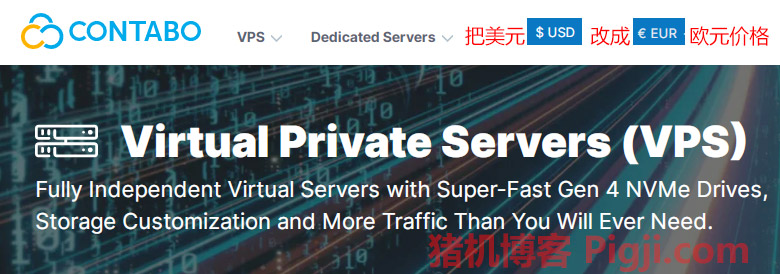 CONTABO VPS Dedicated Servers 把美元 $ USD 改成 € EUR 欧元价格
Virtual Private Servers (VPS)
Fully Independent Virtual Servers with Super-Fast Gen 4 NVMe Drives,
Storage Customization and More Traffic Than You Will Ever Need.
猪机博客 Pigji.com